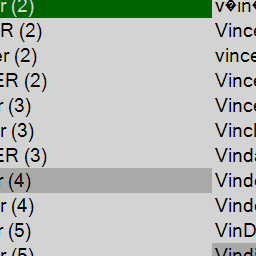 r (2) v�in�
R (2) Vince
er (2) vince
ER (2) Vince
r (3) Vince
r (3) Vincl
ER (3) Vinda
r (4) Vinde
r (4) Vinde
r (5) VinD
r (5) Vindi